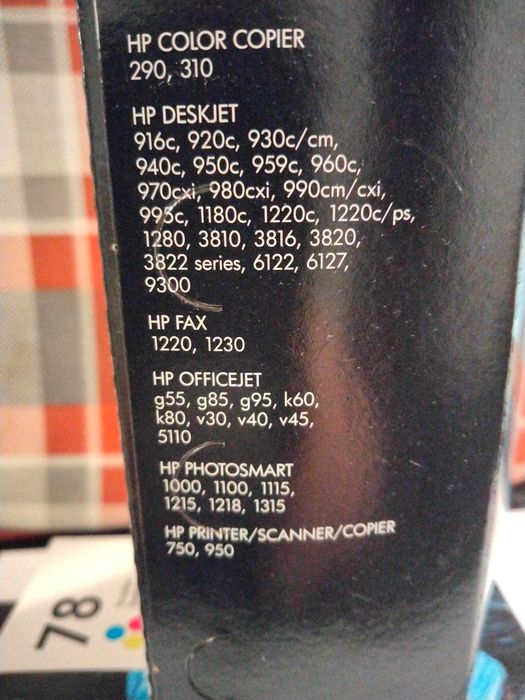 HP COLOR COPIER
290, 310
HP DESKJET
916c, 920c, 930c/cm,
940c, 950c, 959c, 960c,
970cxi, 980cxi, 990cm/cxi,
995c, 1180c, 1220c, 1220c/ps,
1280, 3810, 3816, 3820,
3822 series, 6122, 6127,
9300
HP FAX
1220, 1230
HP OFFICEJET
g55, g85, g95, k60,
k80, v30, v40, v45,
5110
HP PHOTOSMART
1000, 1100, 1115,
1215, 1218, 1315
HP PRINTER/SCANNER/COPIER
750, 950
78